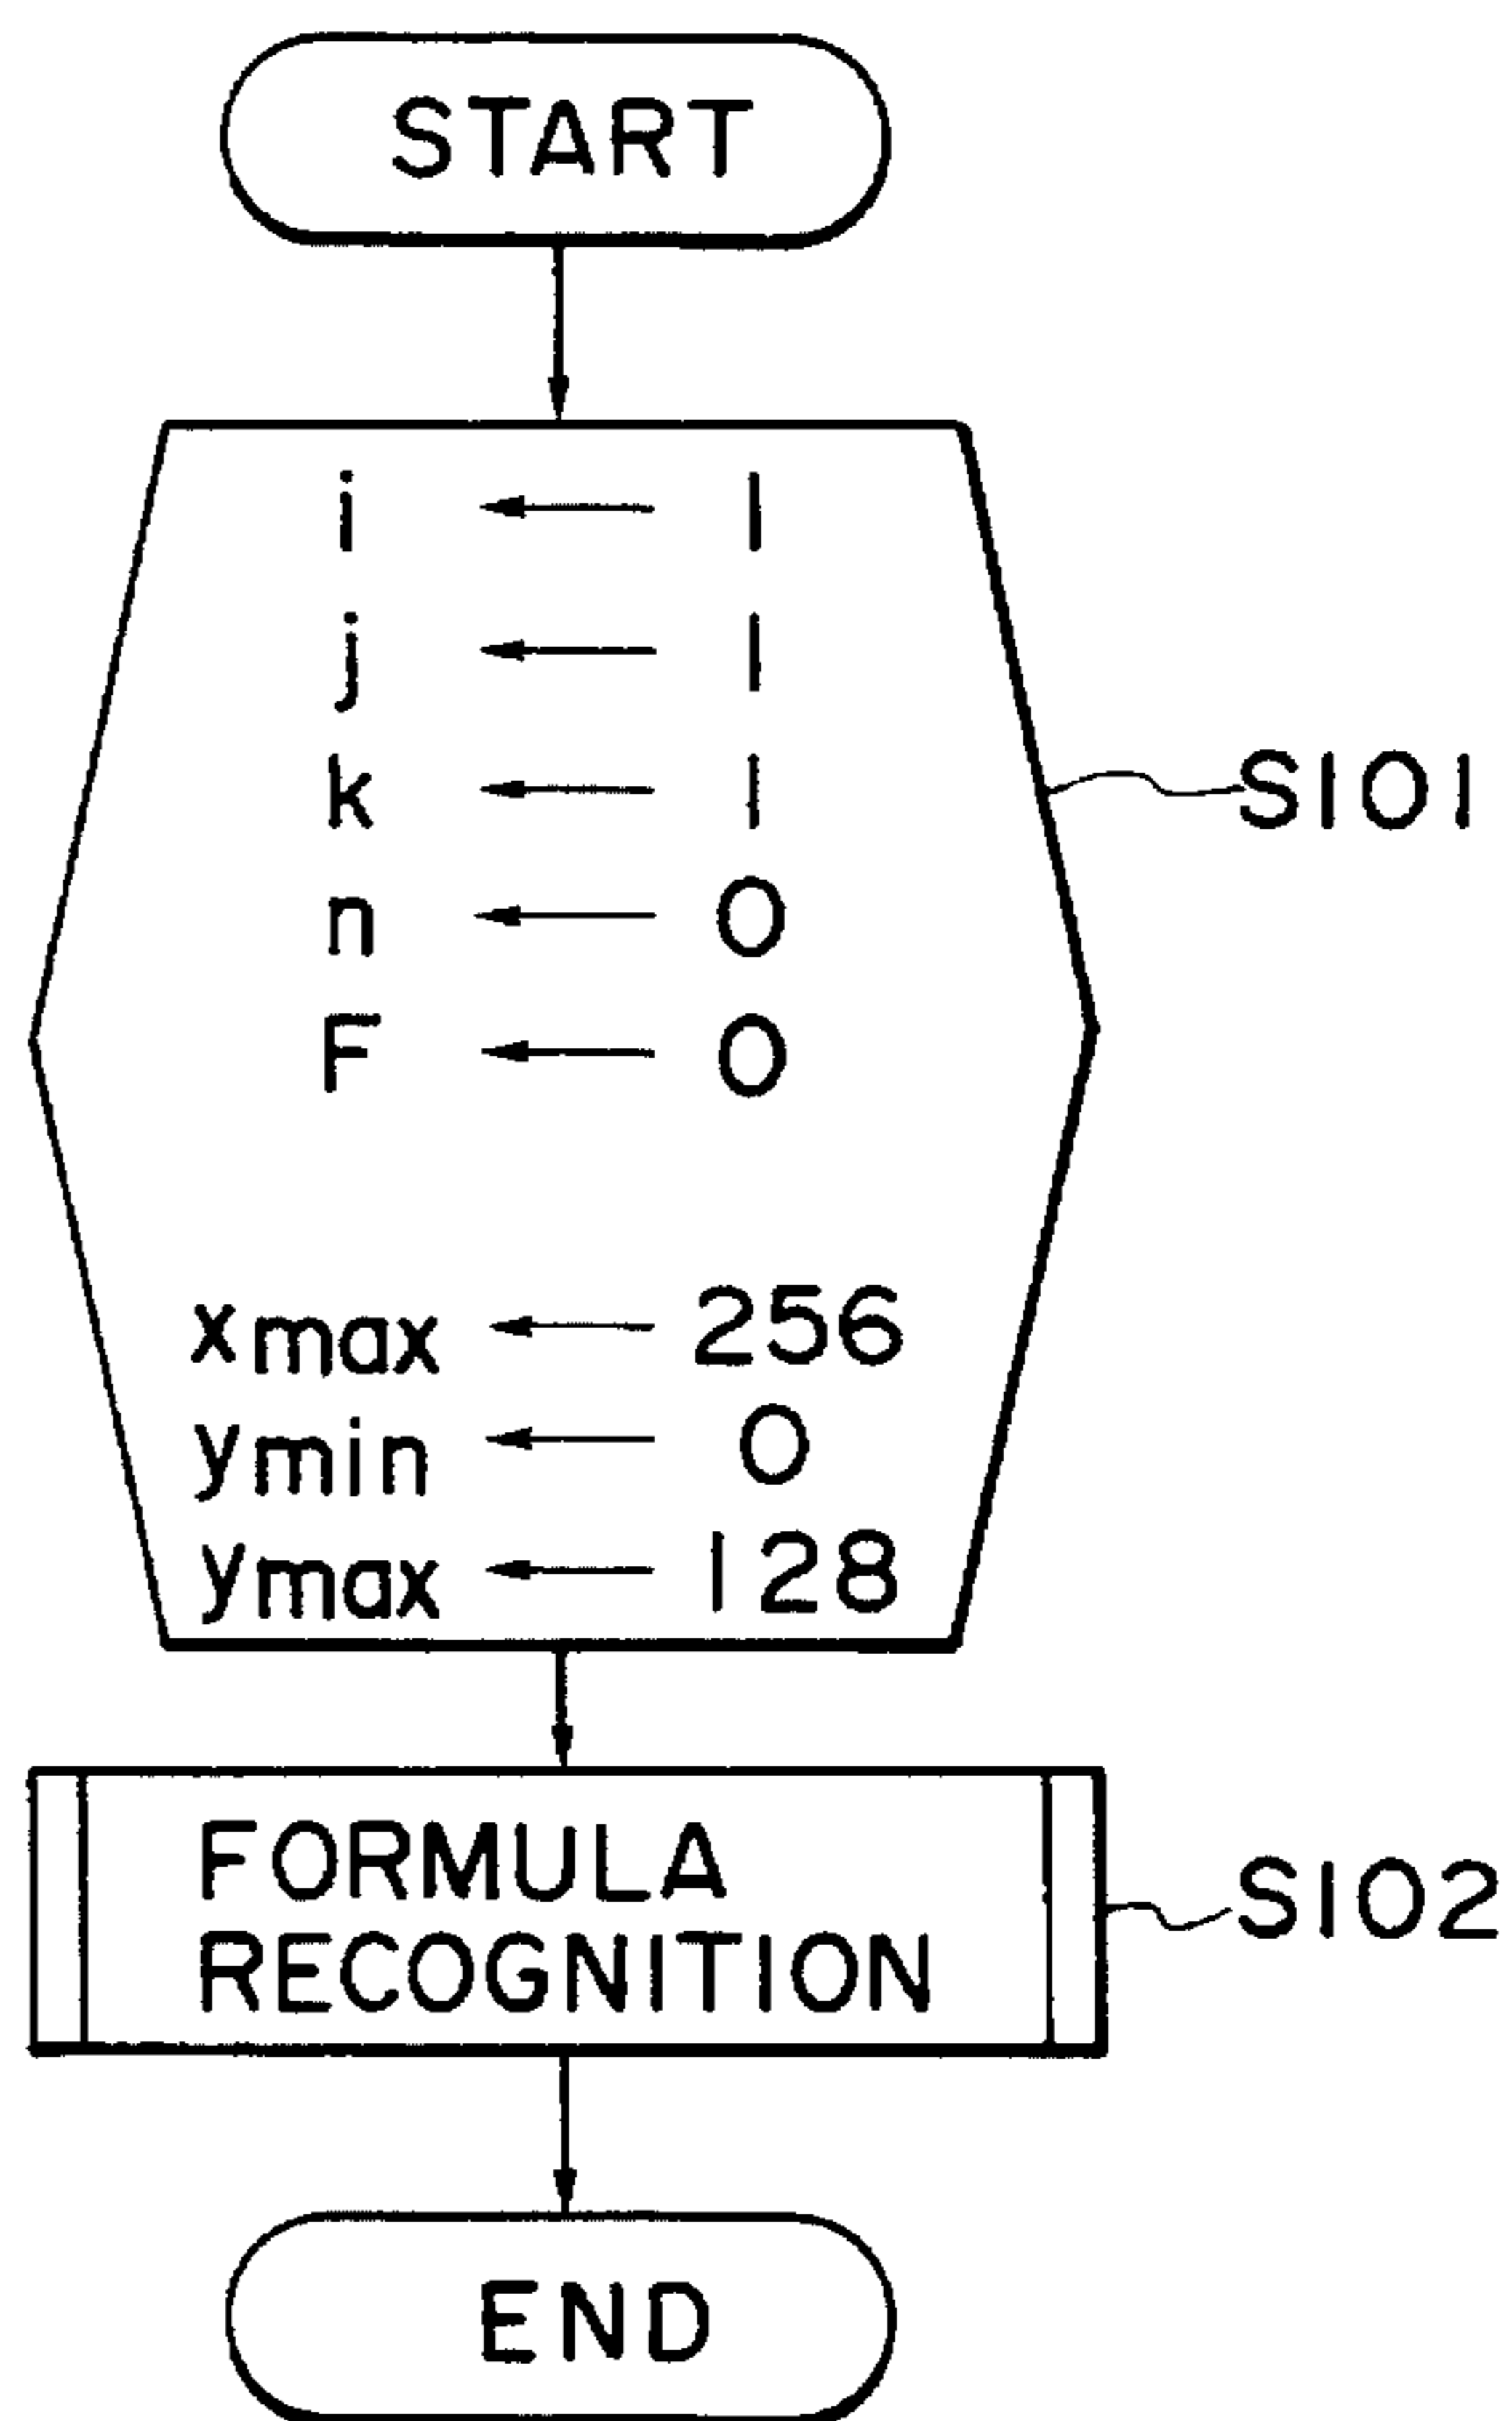 START
i ← 1
j ← 1
k ← 1
S101
n ← 0
F ← 0
xmax ← 256
ymin ← 0
ymax ← 128
FORMULA
S102
RECOGNITION
END